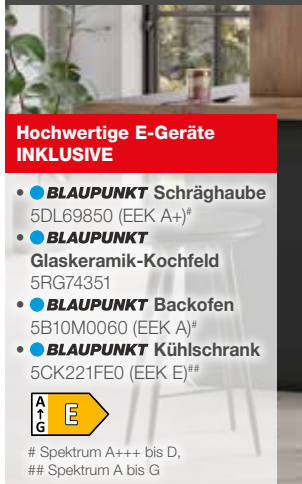 Hochwertige E-Geräte
INKLUSIVE
• BLAUPUNKT Schräghaube
5DL69850 (EEK A+)#
• BLAUPUNKT
Glaskeramik-Kochfeld
5RG74351
• BLAUPUNKT Backofen
5B10M0060 (EEK A)#
• BLAUPUNKT Kühlschrank
5CK221FE0 (EEK E)##
A
↑
G
E
# Spektrum A+++ bis D,
## Spektrum A bis G